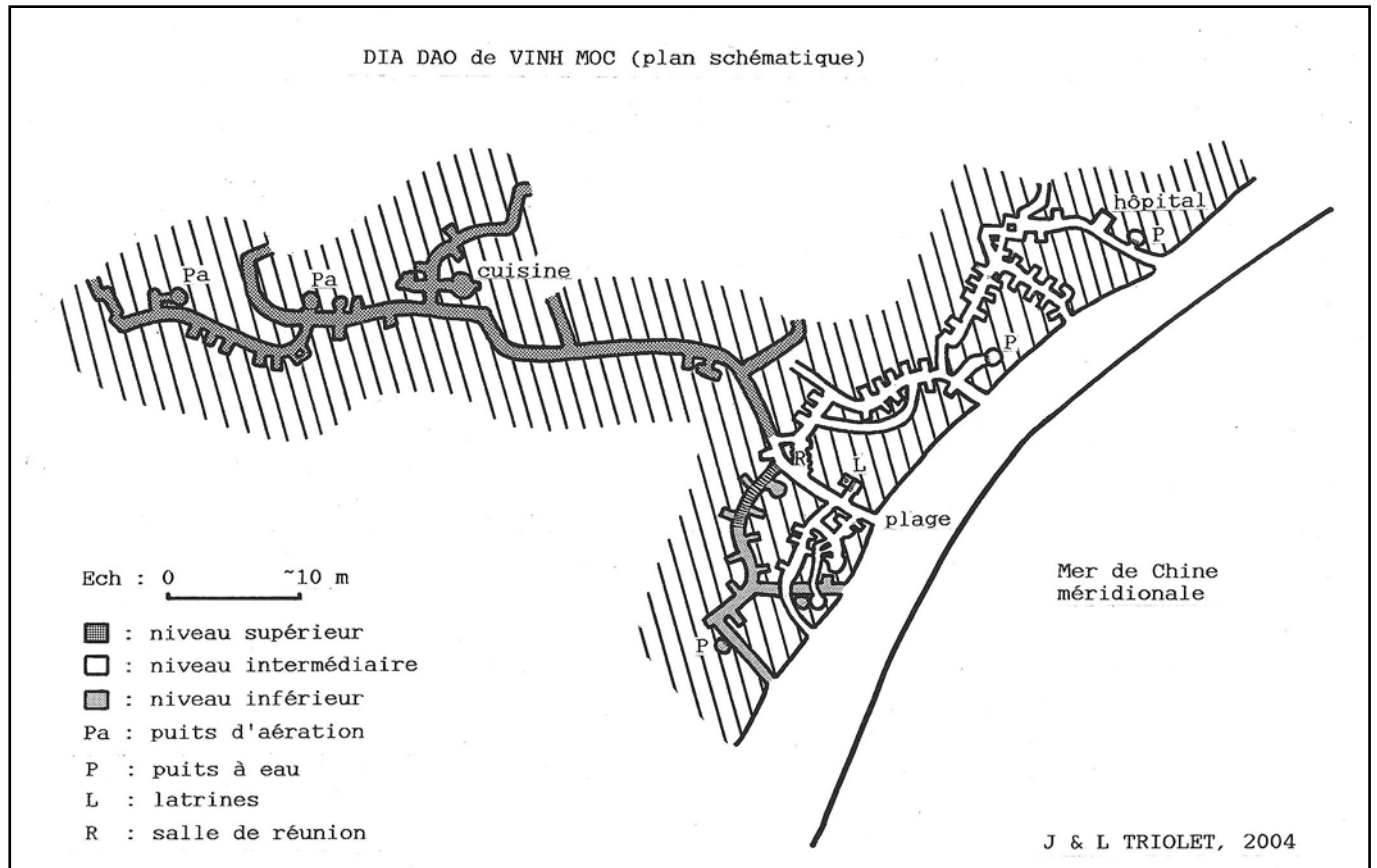 DIA DAO de VINH MOC (plan schématique)
hôpital
P
Pa
Pa
cuisine
P
R
L
plage
P
Mer de Chine
méridionale
Ech : 0 ~10 m
: niveau supérieur
: niveau intermédiaire
: niveau inférieur
Pa : puits d'aération
P : puits à eau
L : latrines
R : salle de réunion
J & L TRIOLET, 2004